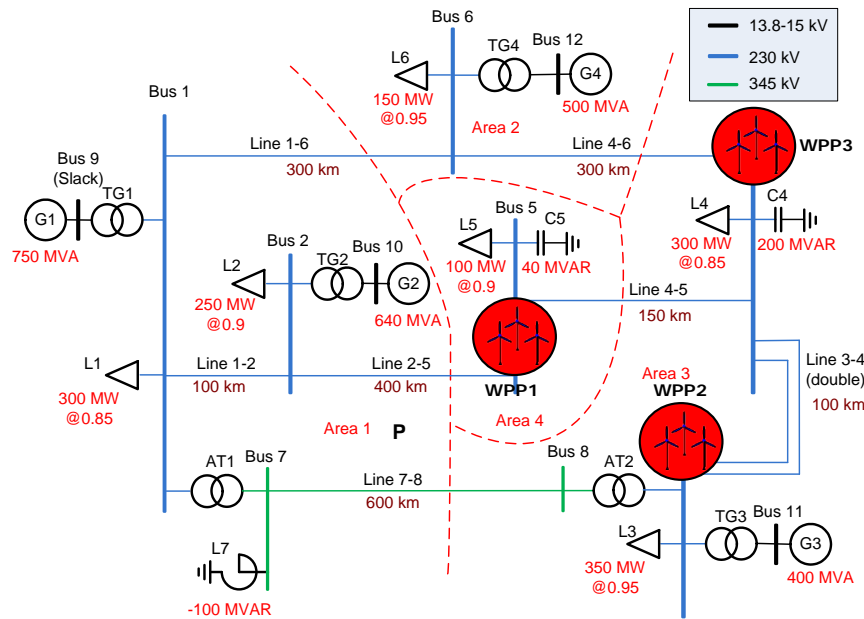 Bus 6
Bus 12
L6
TG4
G4
150 MW
@0.95
500 MVA
Area 2
13.8-15 kV
230 kV
345 kV
Bus 1
Line 1-6
300 km
Line 4-6
300 km
WPP3
Bus 9
(Slack)
TG1
G1
750 MVA
Bus 5
L5
C5
100 MW
@0.9
40 MVAR
L4
C4
300 MW
@0.85
200 MVAR
Bus 2
Bus 10
L2
TG2
G2
250 MW
@0.9
640 MVA
Line 4-5
150 km
L1
300 MW
@0.85
Line 1-2
100 km
Line 2-5
400 km
WPP1
Area 4
Area 3
WPP2
Line 3-4
(double)
100 km
Area 1
P
AT1
Bus 7
Line 7-8
600 km
Bus 8
AT2
L7
-100 MVAR
L3
TG3
Bus 11
G3
350 MW
@0.95
400 MVA